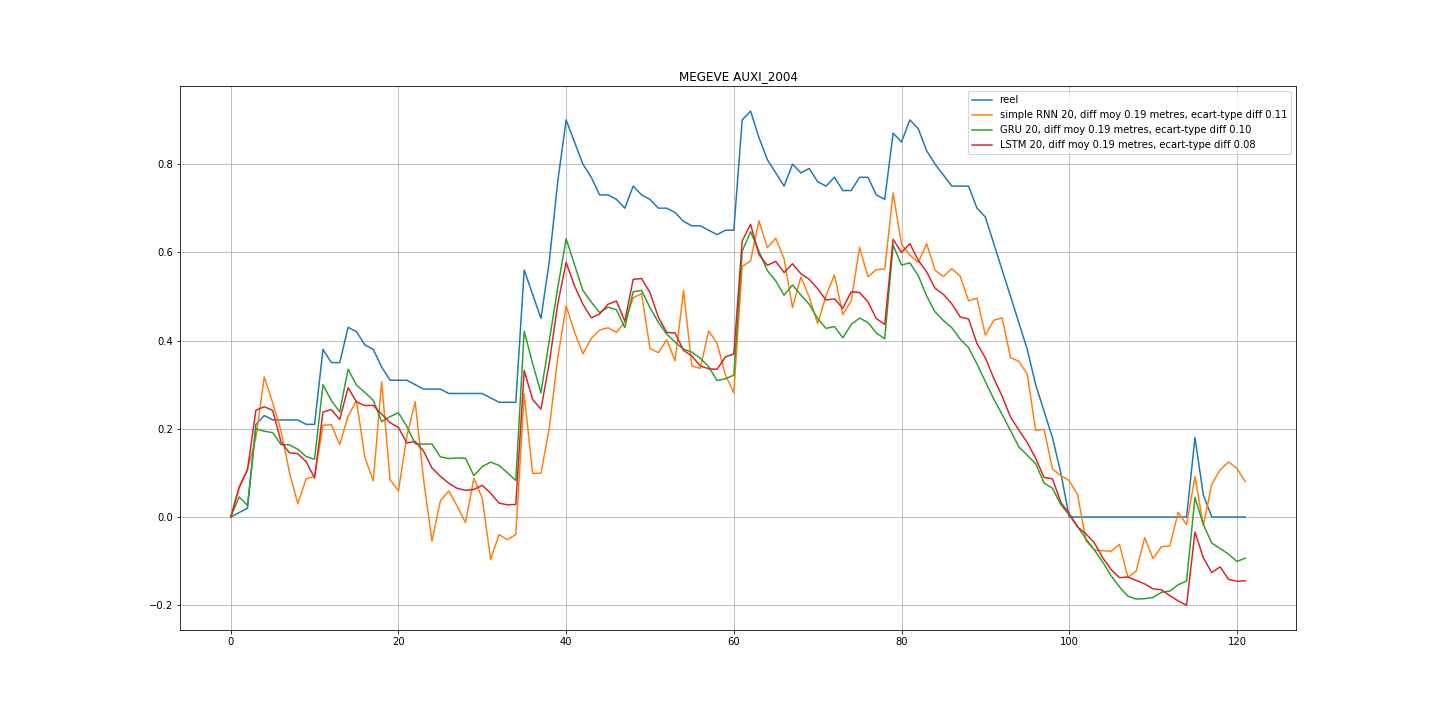 MEGEVE AUXI_2004
reel
simple RNN 20, diff moy 0.19 metres, ecart-type diff 0.11
GRU 20, diff moy 0.19 metres, ecart-type diff 0.10
LSTM 20, diff moy 0.19 metres, ecart-type diff 0.08
0.8
0.6
0.4
0.2
0.0
−0.2
0 20 40 60 80 100 120